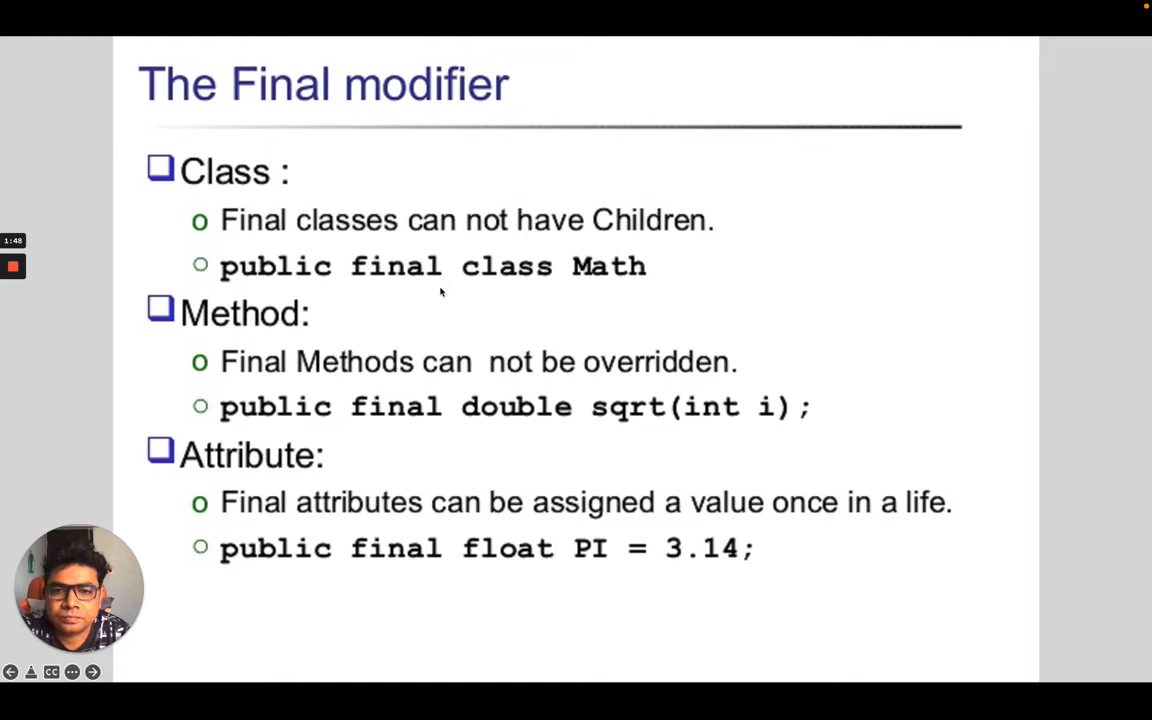 The Final modifier
Class :
o Final classes can not have Children.
public final class Math
1:48
Method:
o Final Methods can not be overridden.
public final double sqrt(int i);
Attribute:
o Final attributes can be assigned a value once in a life.
public final float PI = 3.14;
CC